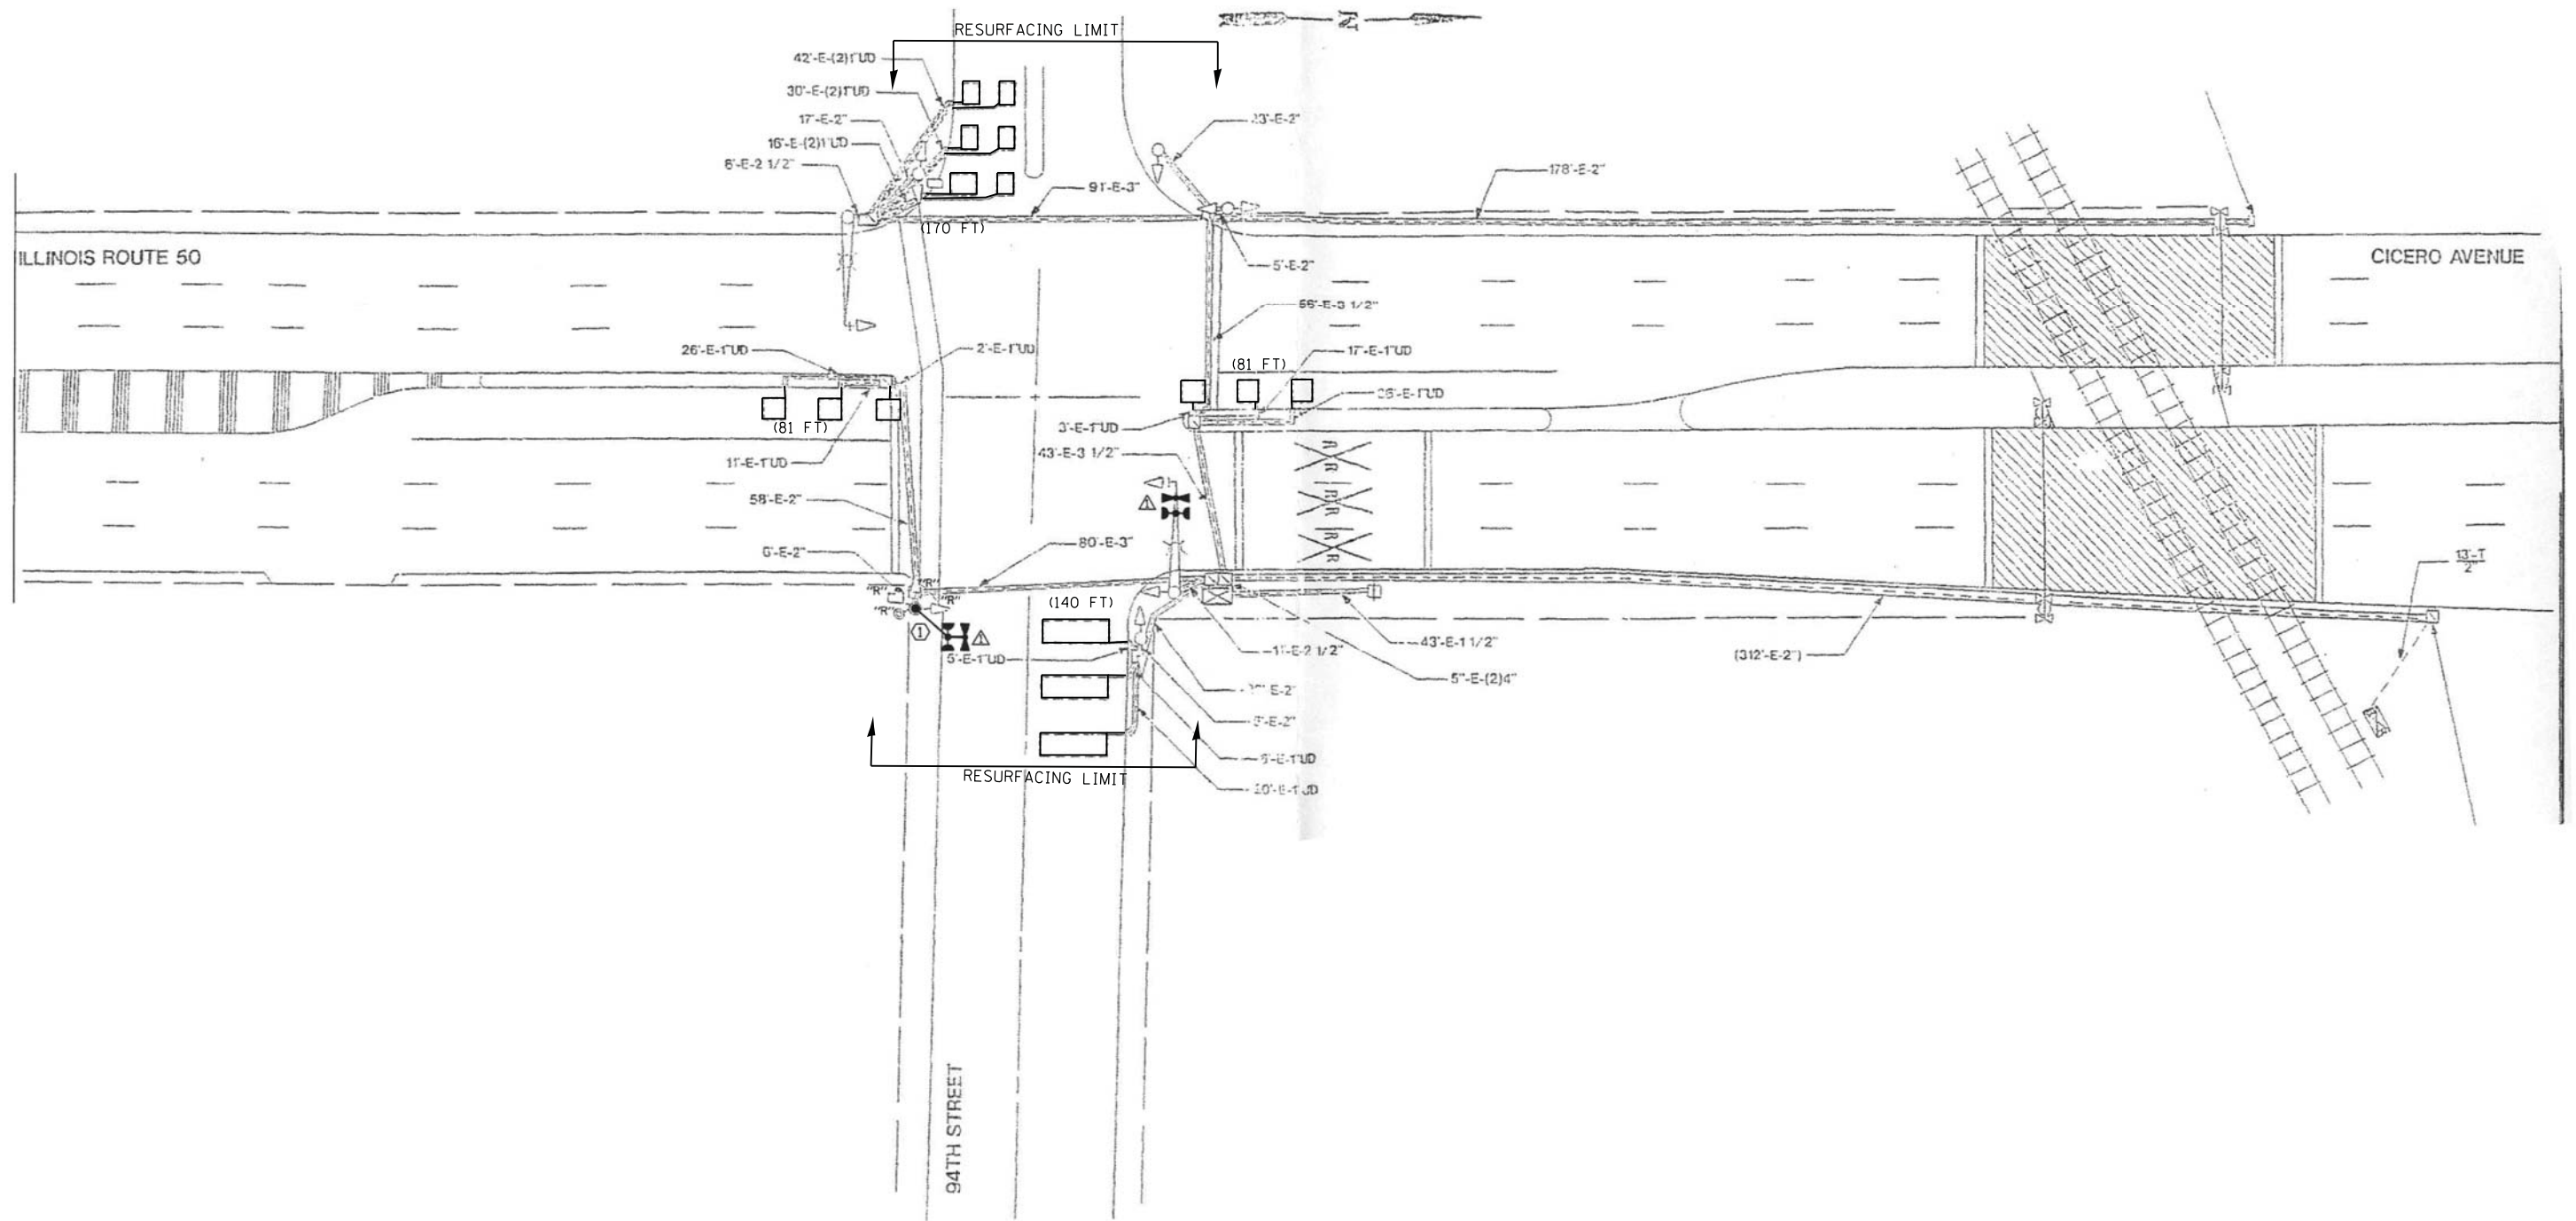 RESURFACING LIMIT
42'-E-(2)1"UD
30'-E-(2)1"UD
17'-E-2"
16'-E-(2)1"UD
6'-E-2 1/2"
91'-E-3"
(170 FT)
178'-E-2"
5'-E-2"
ILLINOIS ROUTE 50
CICERO AVENUE
26'-E-1"UD
2'-E-1"UD
17'-E-1"UD
(81 FT)
(81 FT)
3'-E-1"UD
11'-E-1"UD
43'-E-3 1/2"
58'-E-2"
R R
R R
R R
80'-E-3"
6'-E-2"
"R"
"R"
"R"
"R"
1
1
1
(140 FT)
5'-E-1"UD
11'-E-2 1/2"
43'-E-1 1/2"
5"-E-(2)4"
(312'-E-2")
13'-T
2"
RESURFACING LIMIT
94TH STREET